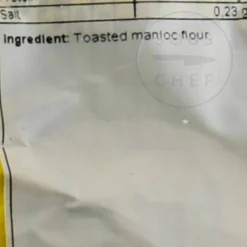 Salt 0.23 g
Ingredient: Toasted manioc flour
CHEF